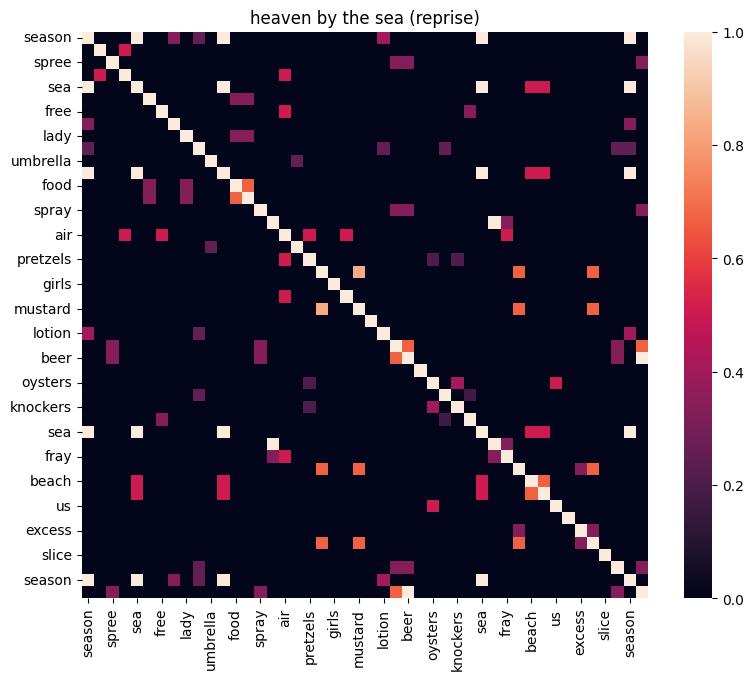 heaven by the sea (reprise)
season
spree
sea
free
lady
umbrella
food
spray
air
pretzels
girls
mustard
lotion
beer
oysters
knockers
sea
fray
beach
us
excess
slice
season
season
spree
sea
free
lady
umbrella
food
spray
air
pretzels
girls
mustard
lotion
beer
oysters
knockers
sea
fray
beach
us
excess
slice
season
1.0
0.8
0.6
0.4
0.2
0.0